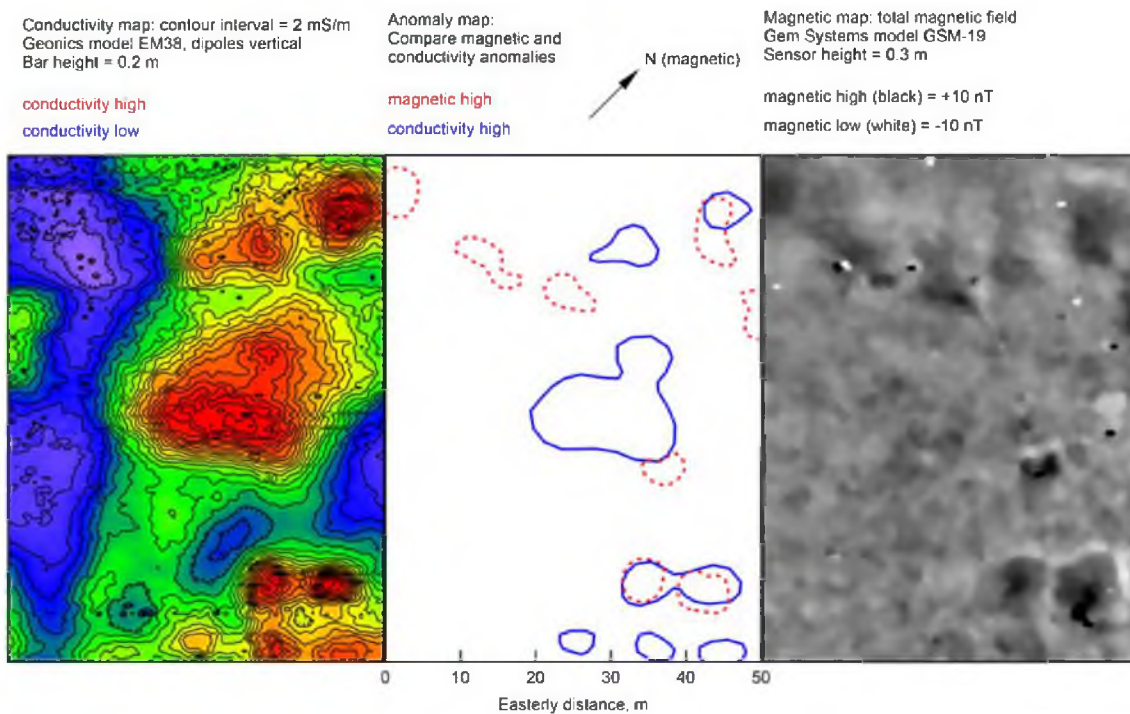 Conductivity map: contour interval = 2 mS/m
Geonics model EM38, dipoles vertical
Bar height = 0.2 m
conductivity high
conductivity low
Anomaly map:
Compare magnetic and
conductivity anomalies
magnetic high
conductivity high
N (magnetic)
Magnetic map: total magnetic field
Gem Systems model GSM-19
Sensor height = 0.3 m
magnetic high (black) = +10 nT
magnetic low (white) = -10 nT
0 10 20 30 40 50
Easterly distance, m